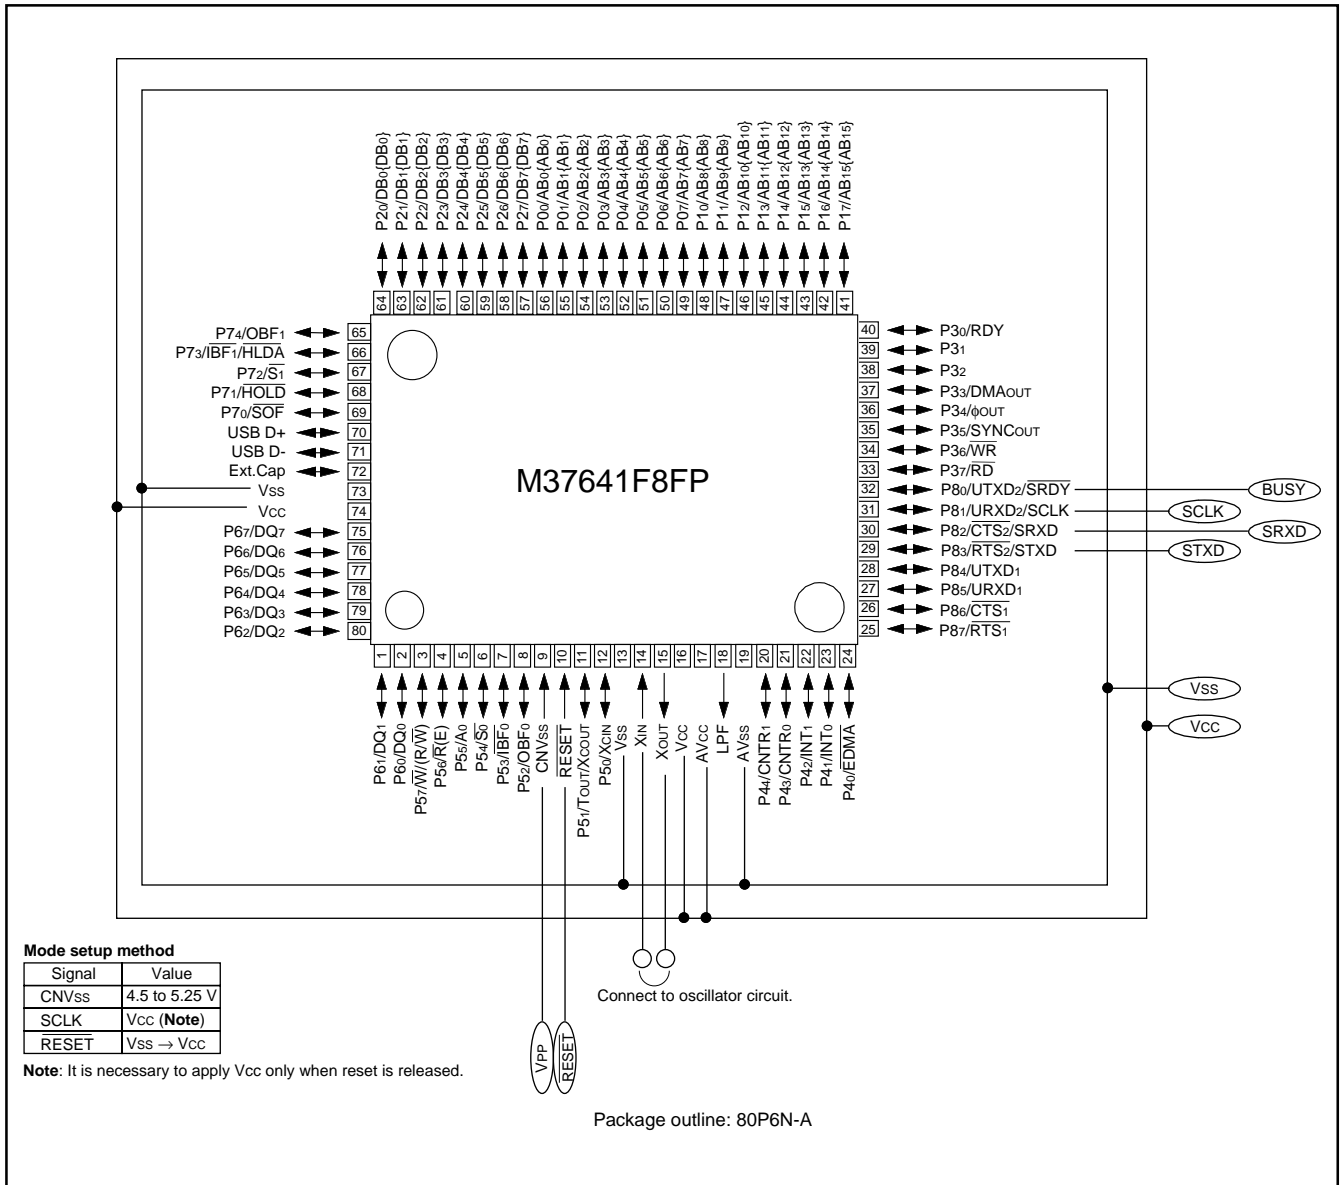 P20/DB0{DB0}
P21/DB1{DB1}
P22/DB2{DB2}
P23/DB3{DB3}
P24/DB4{DB4}
P25/DB5{DB5}
P26/DB6{DB6}
P27/DB7{DB7}
P00/AB0{AB0}
P01/AB1{AB1}
P02/AB2{AB2}
P03/AB3{AB3}
P04/AB4{AB4}
P05/AB5{AB5}
P06/AB6{AB6}
P07/AB7{AB7}
P10/AB8{AB8}
P11/AB9{AB9}
P12/AB10{AB10}
P13/AB11{AB11}
P14/AB12{AB12}
P15/AB13{AB13}
P16/AB14{AB14}
P17/AB15{AB15}
64 63 62 61 60 59 58 57 56 55 54 53 52 51 50 49 48 47 46 45 44 43 42 41
P74/OBF1 65
P73/IBF1/HLDA 66
P72/S1 67
P71/HOLD 68
P70/SOF 69
USB D+ 70
USB D- 71
Ext.Cap 72
Vss 73
Vcc 74
P67/DQ7 75
P66/DQ6 76
P65/DQ5 77
P64/DQ4 78
P63/DQ3 79
P62/DQ2 80
M37641F8FP
40 P30/RDY
39 P31
38 P32
37 P33/DMAOUT
36 P34/ϕOUT
35 P35/SYNCOUT
34 P36/WR
33 P37/RD
32 P80/UTXD2/SRDY BUSY
31 P81/URXD2/SCLK SCLK
30 P82/CTS2/SRXD SRXD
29 P83/RTS2/STXD STXD
28 P84/UTXD1
27 P85/URXD1
26 P86/CTS1
25 P87/RTS1
Vss
Vcc
1 2 3 4 5 6 7 8 9 10 11 12 13 14 15 16 17 18 19 20 21 22 23 24
P61/DQ1
P60/DQ0
P57/W/(R/W)
P56/R(E)
P55/A0
P54/S0
P53/IBF0
P52/OBF0
CNVss
RESET
P51/TOUT/XCOUT
P50/XCIN
Vss
XIN
XOUT
Vcc
AVcc
LPF
AVss
P44/CNTR1
P43/CNTR0
P42/INT1
P41/INT0
P40/EDMA
Connect to oscillator circuit.
VPP
RESET
Mode setup method
Signal Value
CNVss 4.5 to 5.25 V
SCLK Vcc (Note)
RESET Vss → Vcc
Note: It is necessary to apply Vcc only when reset is released.
Package outline: 80P6N-A